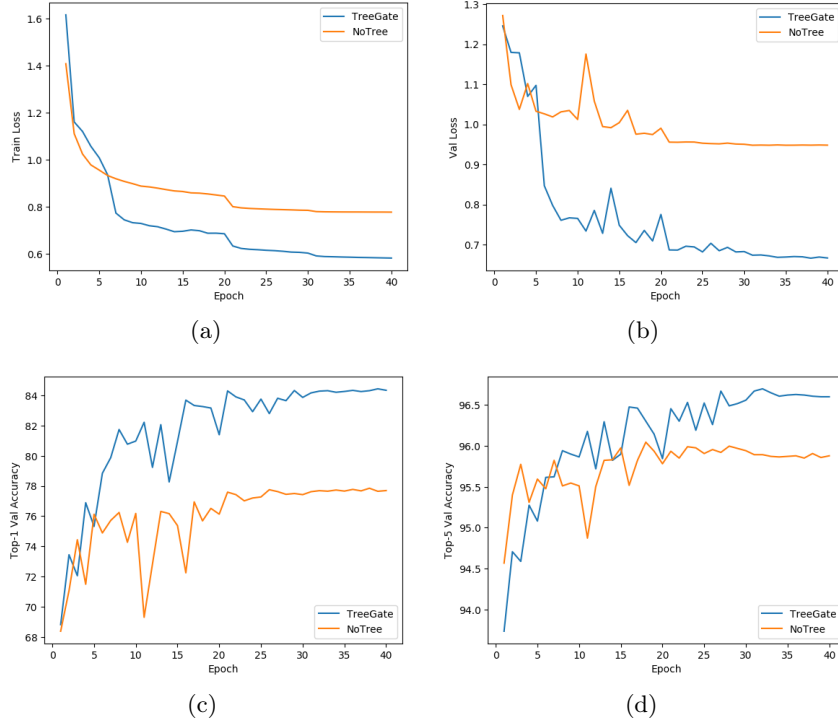 TreeGate
NoTree
1.6
1.4
1.2
1.0
0.8
0.6
Train Loss
0 5 10 15 20 25 30 35 40
Epoch
(a)
TreeGate
NoTree
1.3
1.2
1.1
1.0
0.9
0.8
0.7
Val Loss
0 5 10 15 20 25 30 35 40
Epoch
(b)
84
82
80
78
76
74
72
70
68
Top-1 Val Accuracy
TreeGate
NoTree
0 5 10 15 20 25 30 35 40
Epoch
(c)
96.5
96.0
95.5
95.0
94.5
94.0
Top-5 Val Accuracy
TreeGate
NoTree
0 5 10 15 20 25 30 35 40
Epoch
(d)